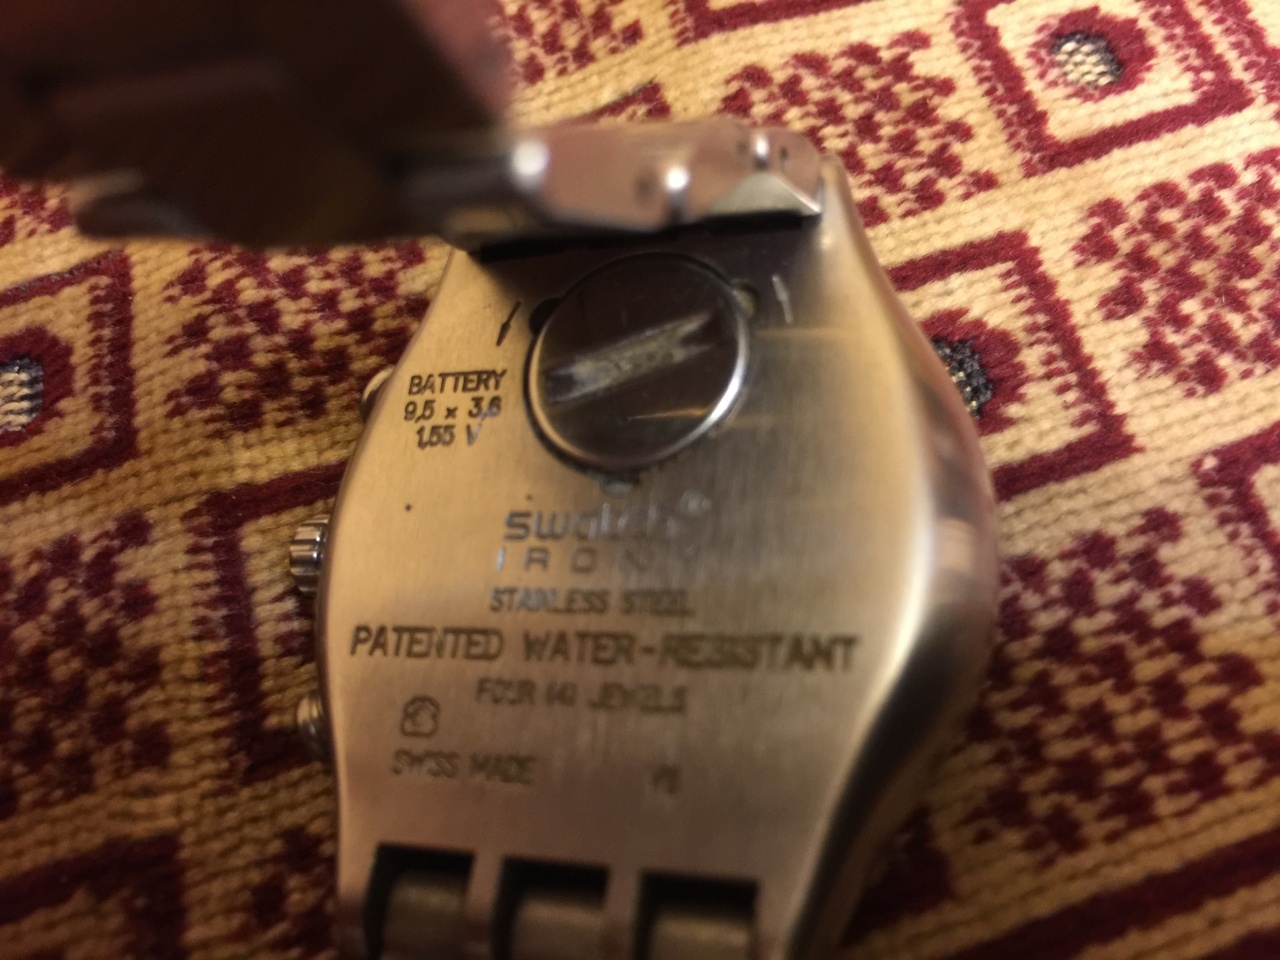 BATTERY
9,5 x 3,6
1,55 V
swatch®
IRONY
STAINLESS STEEL
PATENTED WATER-RESISTANT
FOUR (4) JEWELS
SWISS MADE